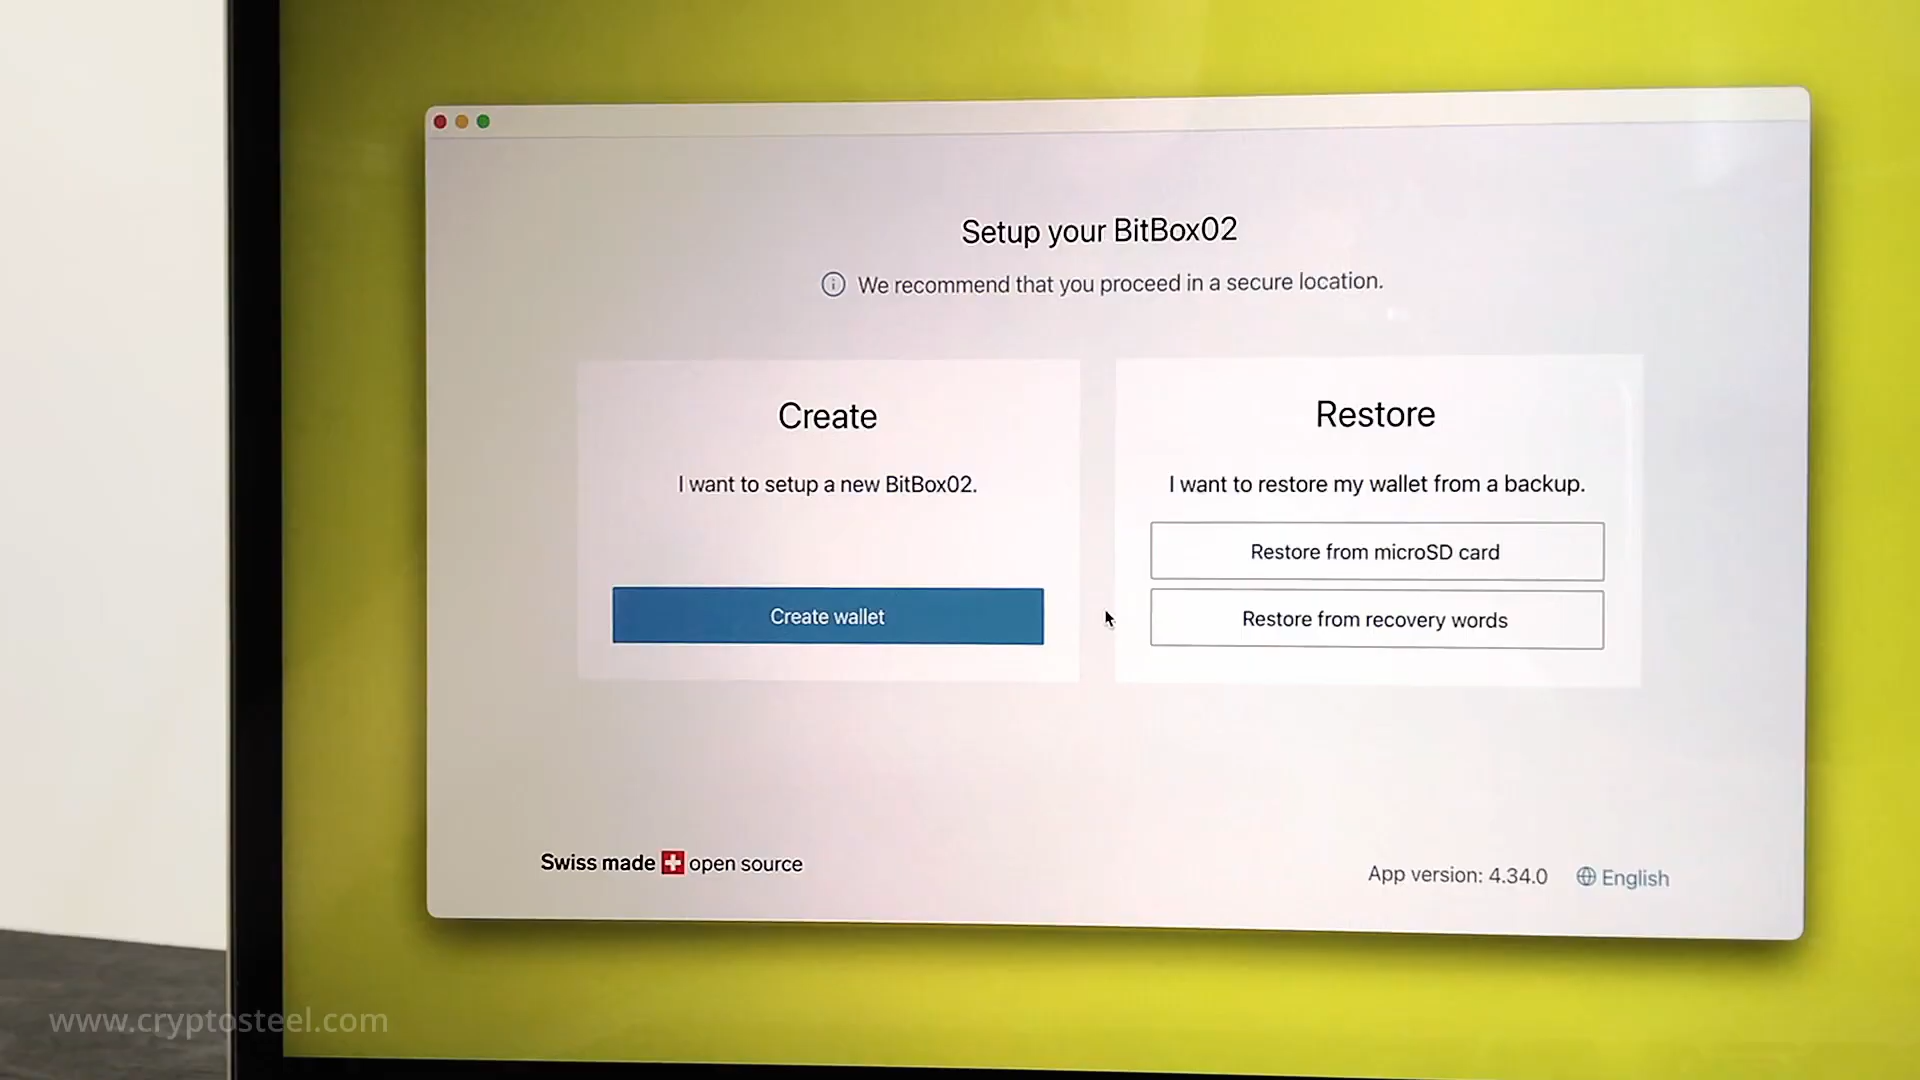 Setup your BitBox02
We recommend that you proceed in a secure location.
Create
I want to setup a new BitBox02.
Create wallet
Restore
I want to restore my wallet from a backup.
Restore from microSD card
Restore from recovery words
Swiss made open source
App version: 4.34.0
English
www.cryptosteel.com